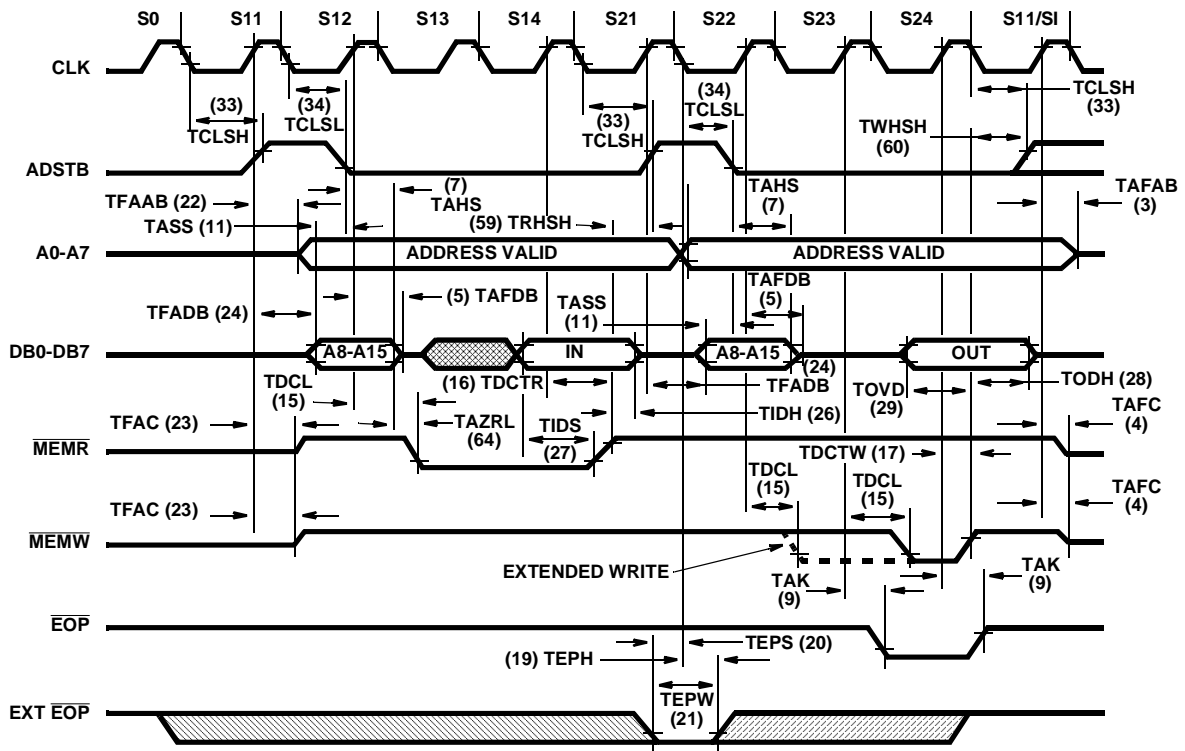 S0 S11 S12 S13 S14 S21 S22 S23 S24 S11/SI
CLK
(33)
TCLSH
(34)
TCLSL
(33)
TCLSH
(34)
TCLSL
TCLSH
(33)
TWHSH
(60)
ADSTB
TFAAB (22)
(7)
TAHS
TAHS
(7)
TAFAB
(3)
TASS (11)
(59) TRHSH
A0-A7
ADDRESS VALID
ADDRESS VALID
TFADB (24)
(5) TAFDB
TASS
(11)
TAFDB
(5)
DB0-DB7
A8-A15
IN
A8-A15
OUT
(24)
TFADB
TDCL
(15)
(16) TDCTR
TOVD
(29)
TODH (28)
TIDH (26)
TFAC (23)
TAZRL
(64)
TIDS
(27)
TAFC
(4)
MEMR
TDCTW (17)
TDCL
(15)
TDCL
(15)
TFAC (23)
TAFC
(4)
MEMW
EXTENDED WRITE
TAK
(9)
TAK
(9)
EOP
(19) TEPH
TEPS (20)
TEPW
(21)
EXT EOP